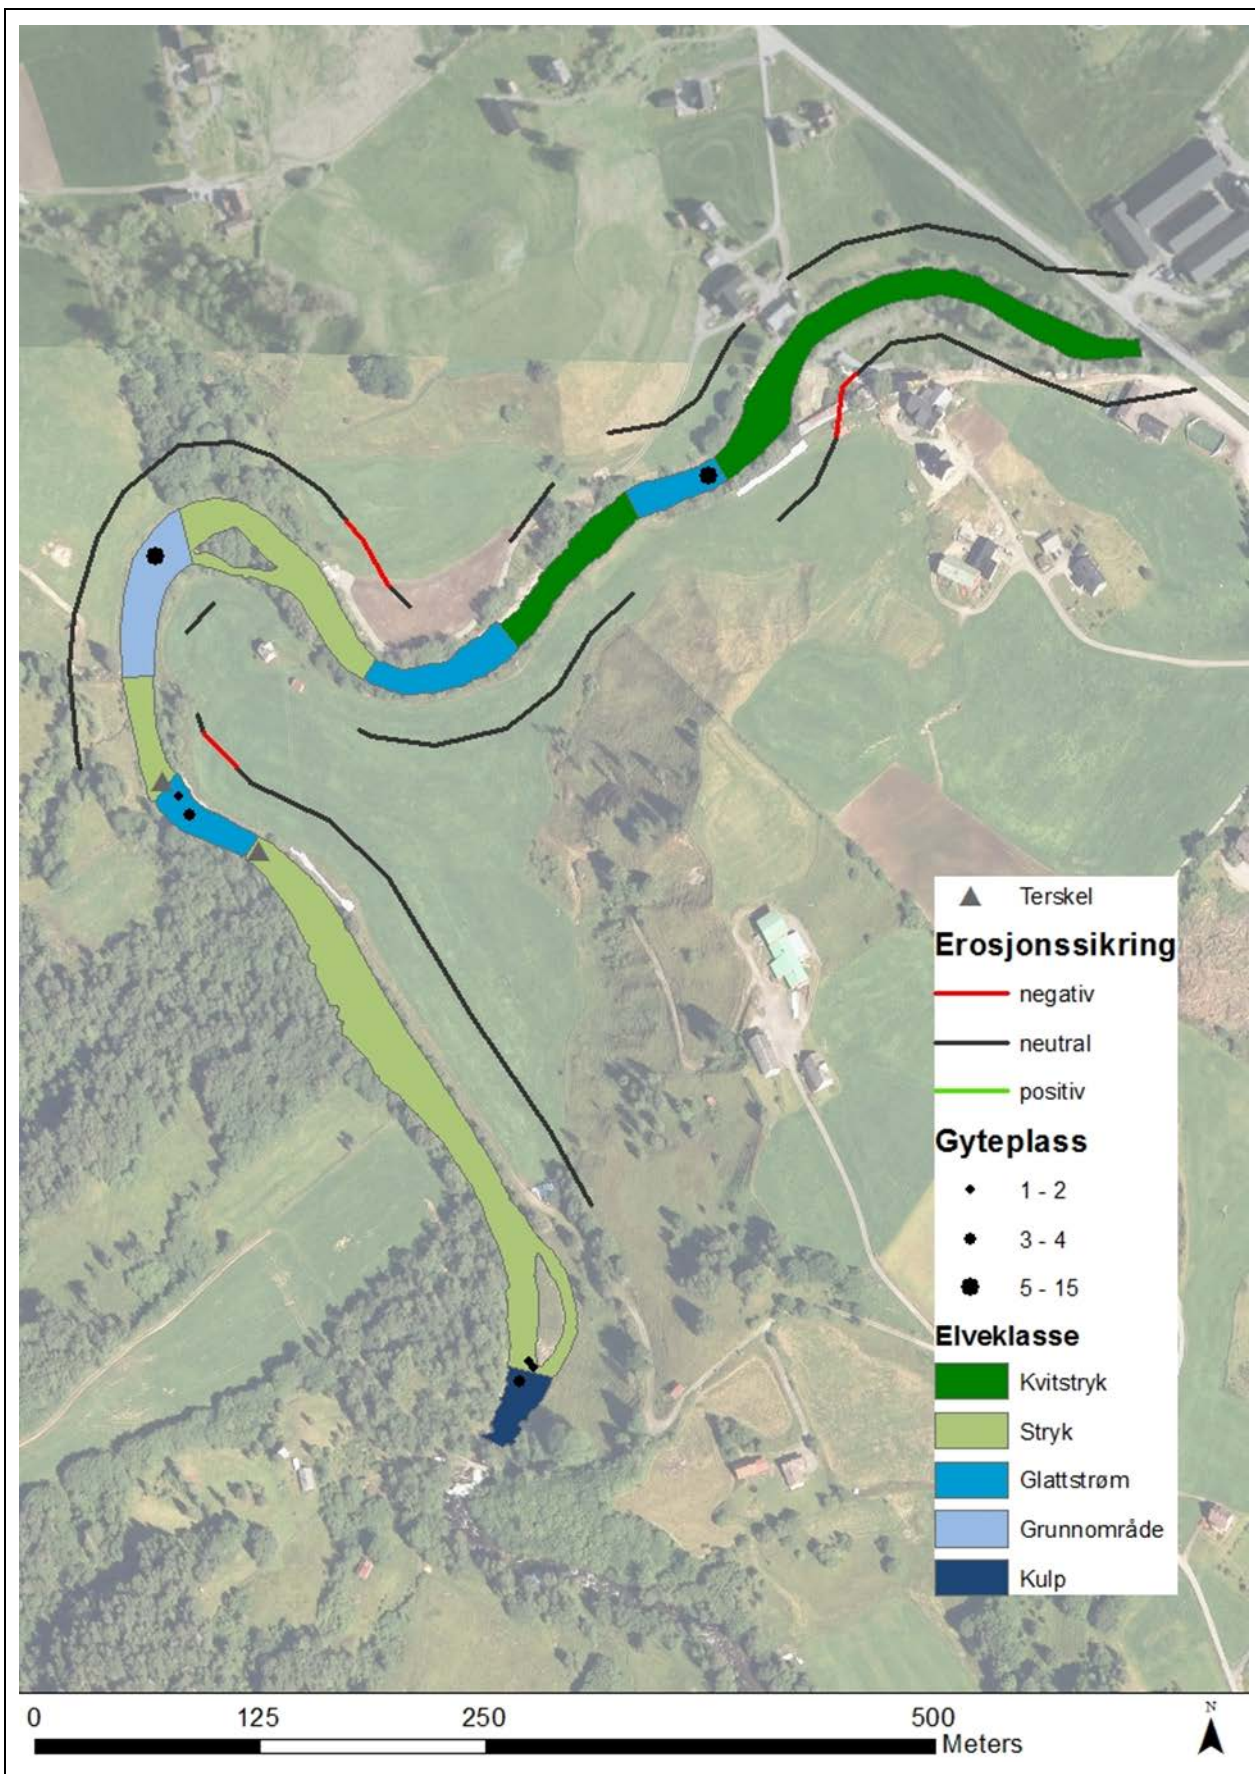 Terskel
Erosjonssikring
negativ
neutral
positiv
Gyteplass
1 - 2
3 - 4
5 - 15
Elveklasse
Kvitstryk
Stryk
Glattstrøm
Grunnområde
Kulp
0 125 250 500
Meters
N